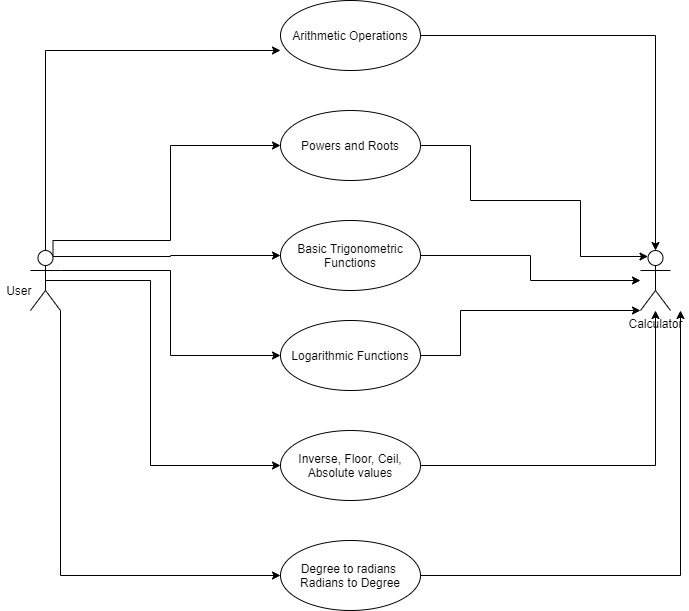 Arithmetic Operations
Powers and Roots
Basic Trigonometric
Functions
User
Calculator
Logarithmic Functions
Inverse, Floor, Ceil,
Absolute values
Degree to radians
Radians to Degree